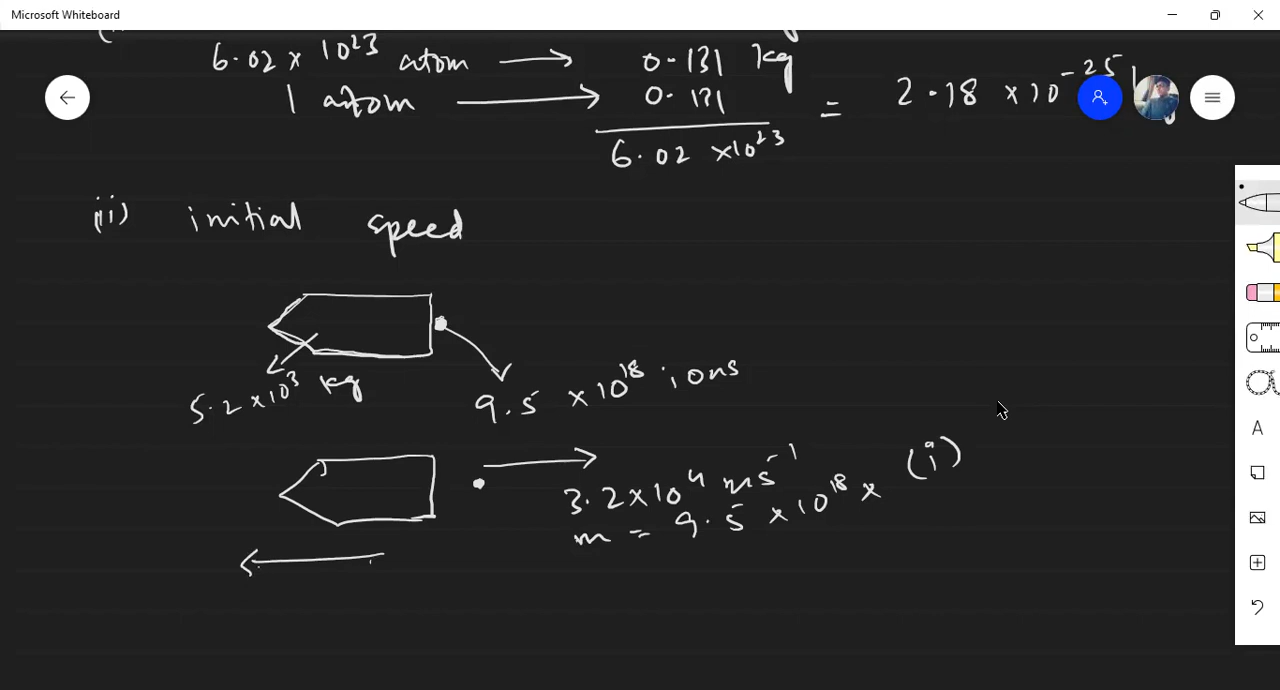 Microsoft Whiteboard
6.02 × 10²³ atom → 0.131 kg
1 atom → 0.131 / 6.02 × 10²³ = 2.18 × 10⁻²⁵
(ii) initial speed
5.2 × 10³ kg
9.5 × 10¹⁸ ions
3.2 × 10⁴ ms⁻¹
m = 9.5 × 10¹⁸ × (i)
A